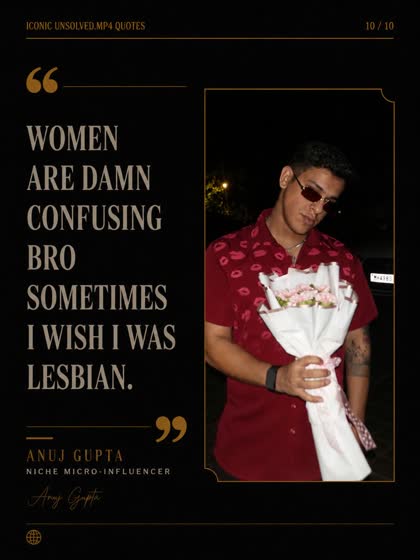 ICONIC UNSOLVED.MP4 QUOTES
10 / 10
“
WOMEN
ARE DAMN
CONFUSING
BRO
SOMETIMES
I WISH I WAS
LESBIAN.
”
ANUJ GUPTA
NICHE MICRO-INFLUENCER
Anuj Gupta